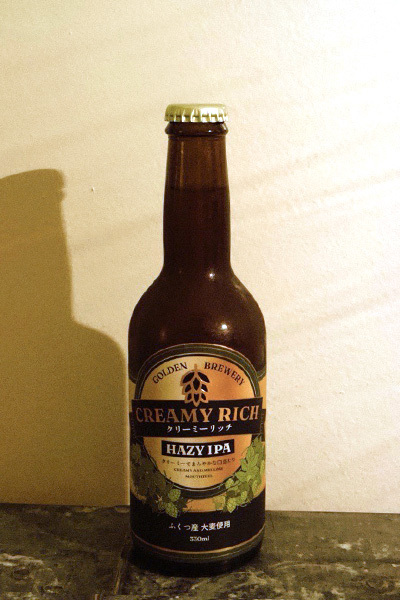 GOLDEN BREWERY
CREAMY RICH
クリーミーリッチ
HAZY IPA
ふくつ産 大麦使用
330ml